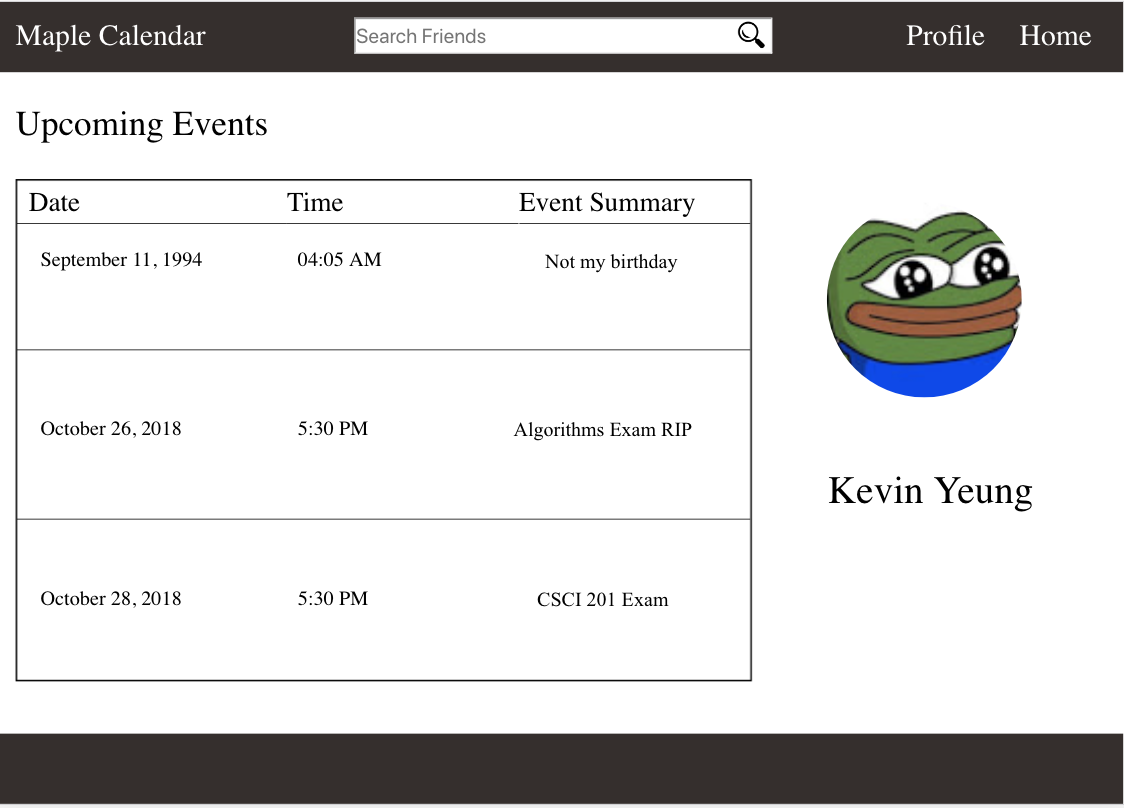 Maple Calendar Search Friends Profile Home
Upcoming Events
Date Time Event Summary
September 11, 1994 04:05 AM Not my birthday
October 26, 2018 5:30 PM Algorithms Exam RIP
Kevin Yeung
October 28, 2018 5:30 PM CSCI 201 Exam